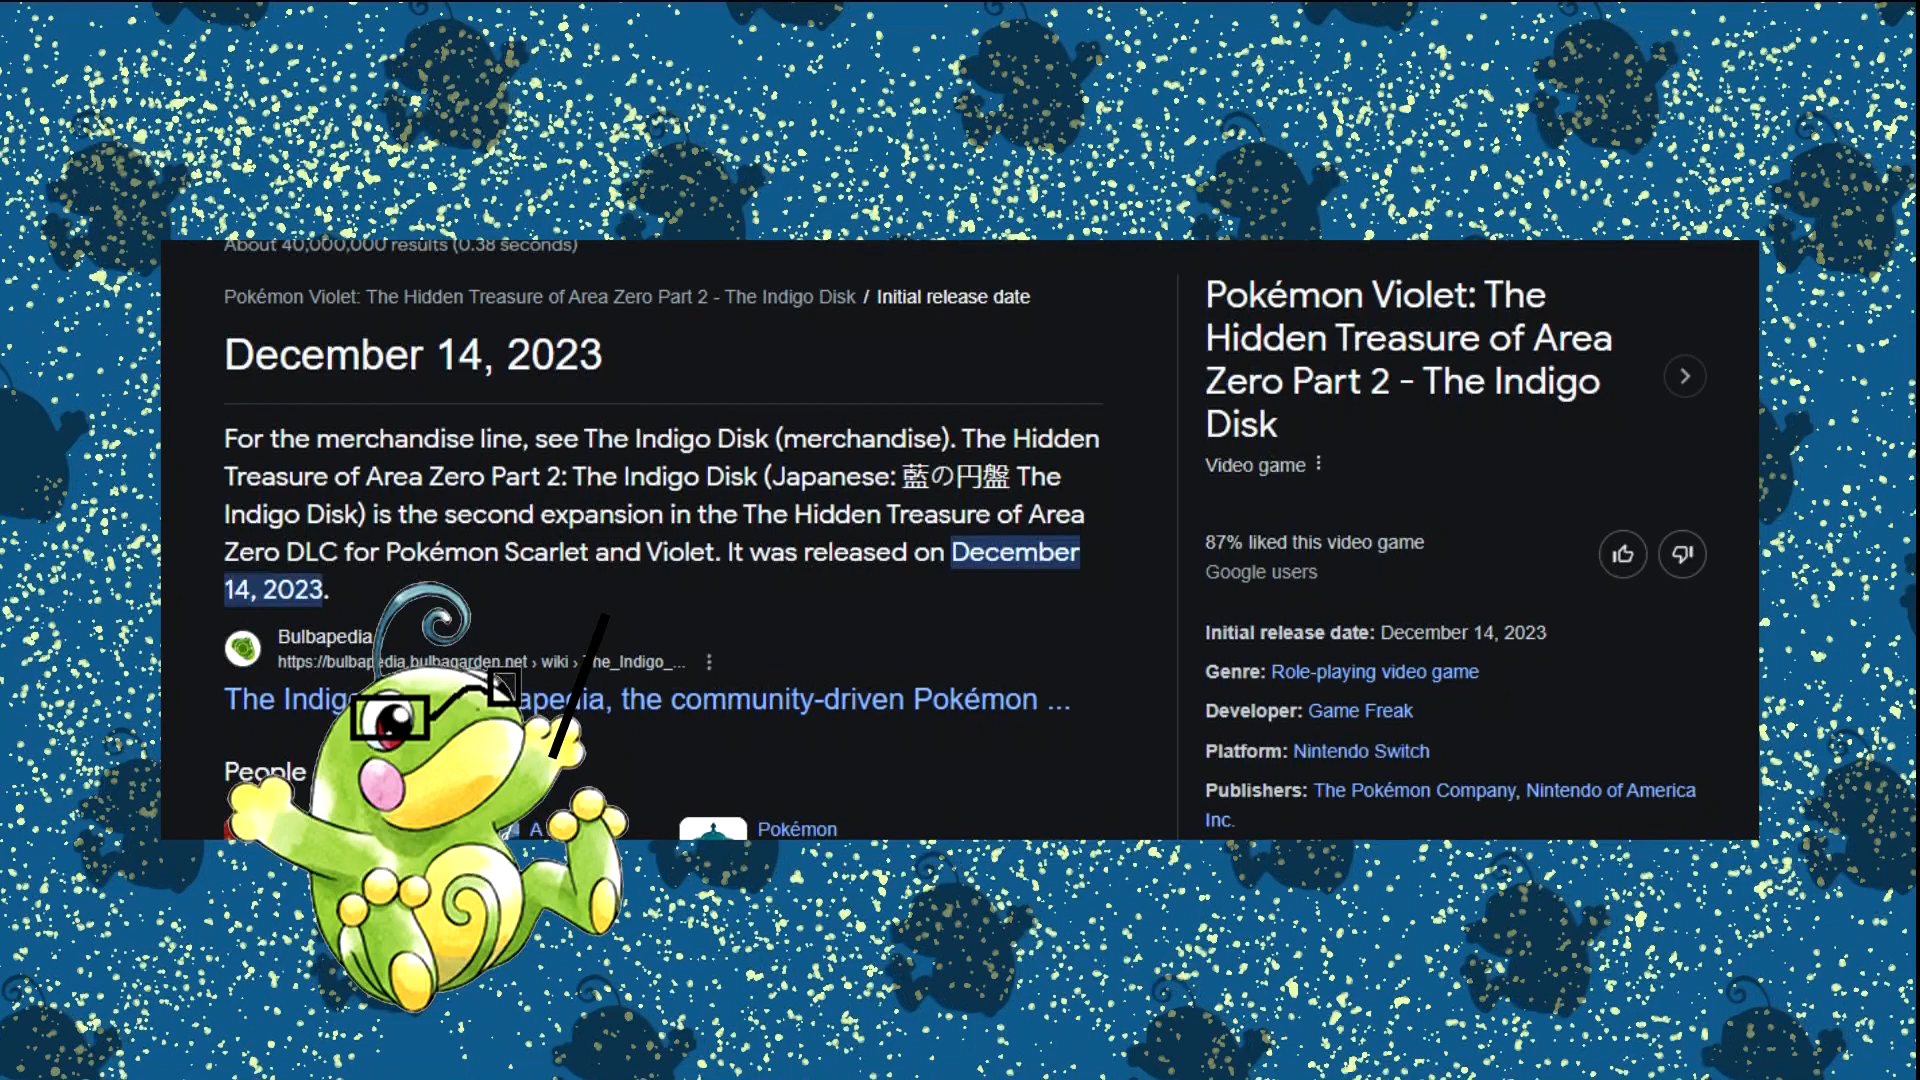 About 40,000,000 results (0.38 seconds)
Pokémon Violet: The Hidden Treasure of Area Zero Part 2 - The Indigo Disk / Initial release date
December 14, 2023
For the merchandise line, see The Indigo Disk (merchandise). The Hidden
Treasure of Area Zero Part 2: The Indigo Disk (Japanese: 藍の円盤 The
Indigo Disk) is the second expansion in the The Hidden Treasure of Area
Zero DLC for Pokémon Scarlet and Violet. It was released on December
14, 2023.
Bulbapedia
https://bulbapedia.bulbagarden.net › wiki › The_Indigo_...
The Indig apedia, the community-driven Pokémon ...
People
A
Pokémon
Pokémon Violet: The
Hidden Treasure of Area
Zero Part 2 - The Indigo
Disk
Video game
87% liked this video game
Google users
Initial release date: December 14, 2023
Genre: Role-playing video game
Developer: Game Freak
Platform: Nintendo Switch
Publishers: The Pokémon Company, Nintendo of America
Inc.